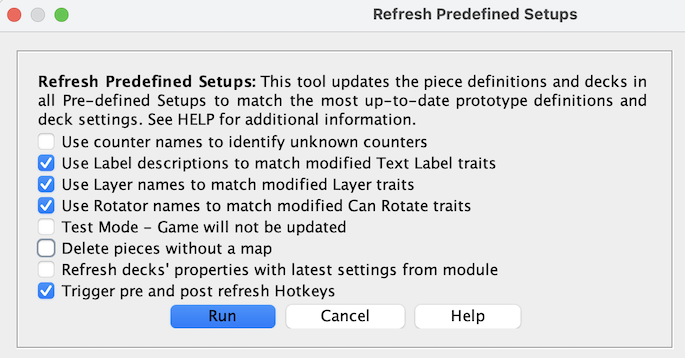 Refresh Predefined Setups
Refresh Predefined Setups: This tool updates the piece definitions and decks in
all Pre-defined Setups to match the most up-to-date prototype definitions and
deck settings. See HELP for additional information.
Use counter names to identify unknown counters
Use Label descriptions to match modified Text Label traits
Use Layer names to match modified Layer traits
Use Rotator names to match modified Can Rotate traits
Test Mode - Game will not be updated
Delete pieces without a map
Refresh decks' properties with latest settings from module
Trigger pre and post refresh Hotkeys
Run Cancel Help